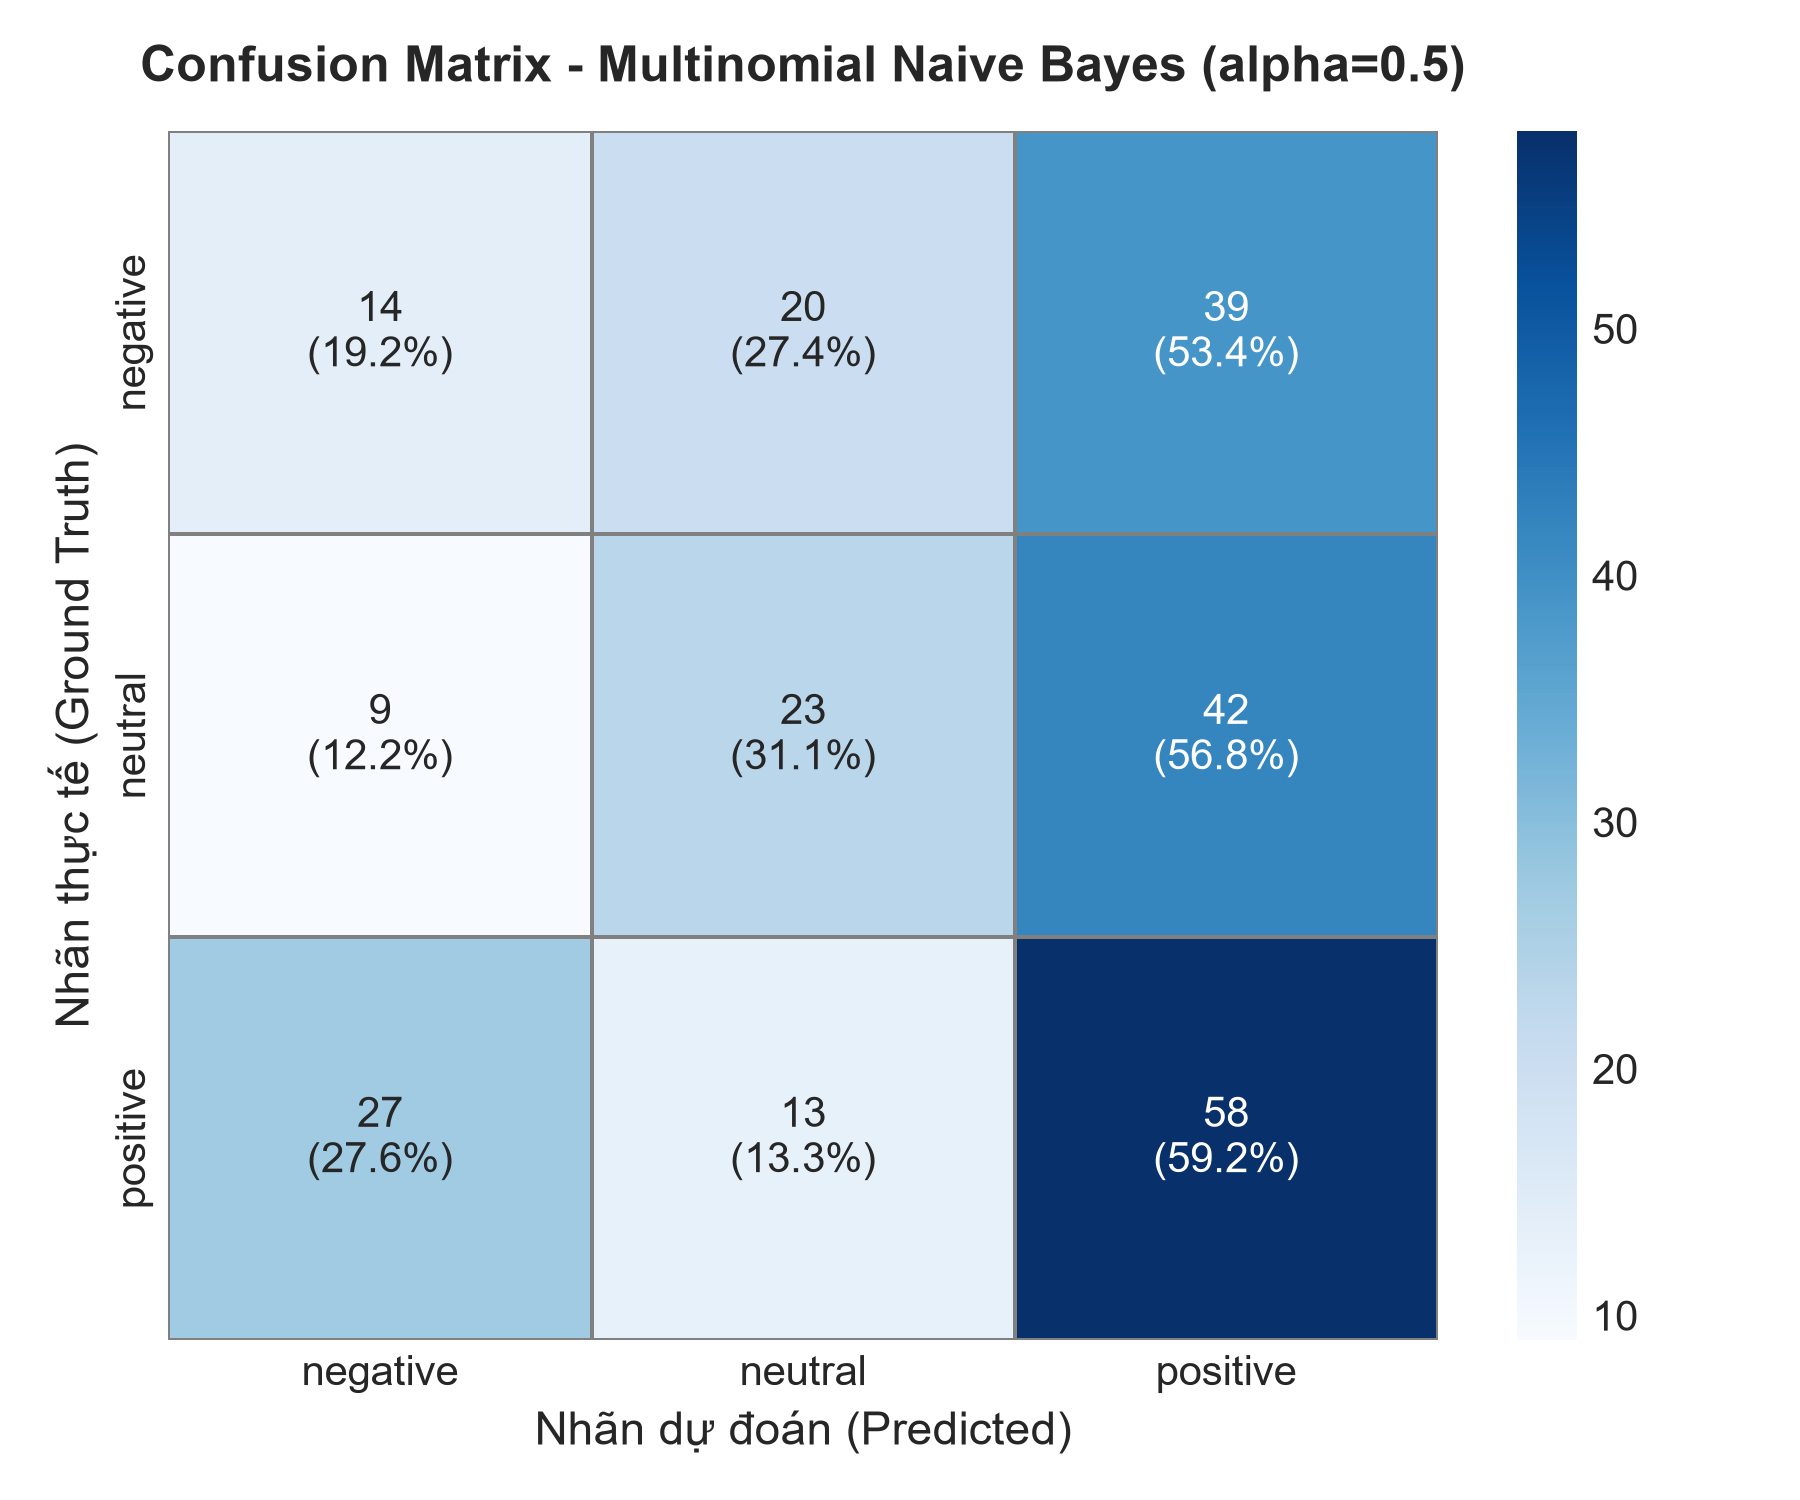 Confusion Matrix - Multinomial Naive Bayes (alpha=0.5)
Nhãn thực tế (Ground Truth)
negative
14
(19.2%)
20
(27.4%)
39
(53.4%)
neutral
9
(12.2%)
23
(31.1%)
42
(56.8%)
positive
27
(27.6%)
13
(13.3%)
58
(59.2%)
negative
neutral
positive
Nhãn dự đoán (Predicted)
50
40
30
20
10